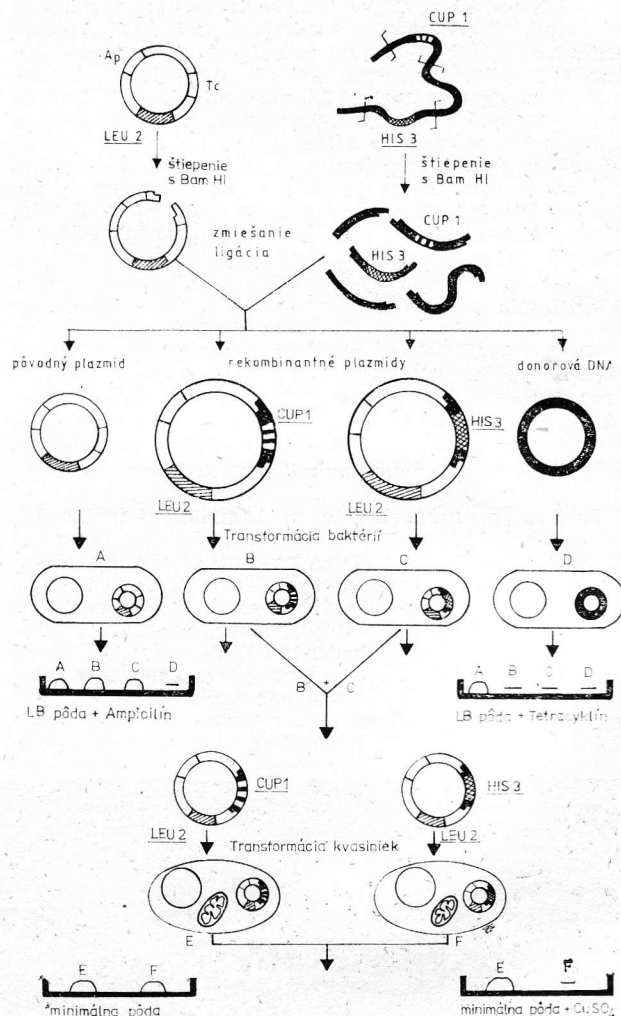 CUP 1
Ap
Tc
LEU 2
HIS 3
štiepenie
s Bam HI
štiepenie
s Bam HI
CUP 1
zmiešanie
ligácia
HIS 3
pôvodný plazmid
rekombinantné plazmidy
donorová DNA
CUP1
HIS3
LEU2
LEU 2
Transformácia baktérií
A
B
C
D
A B C D
B + C
A B C D
LB pôda + Ampicilín
LB pôda + Tetracyklín
CUP1
HIS 3
LEU 2
LEU 2
Transformácia kvasiniek
E
F
E F
E F
minimálna pôda
minimálna pôda + CuSO4